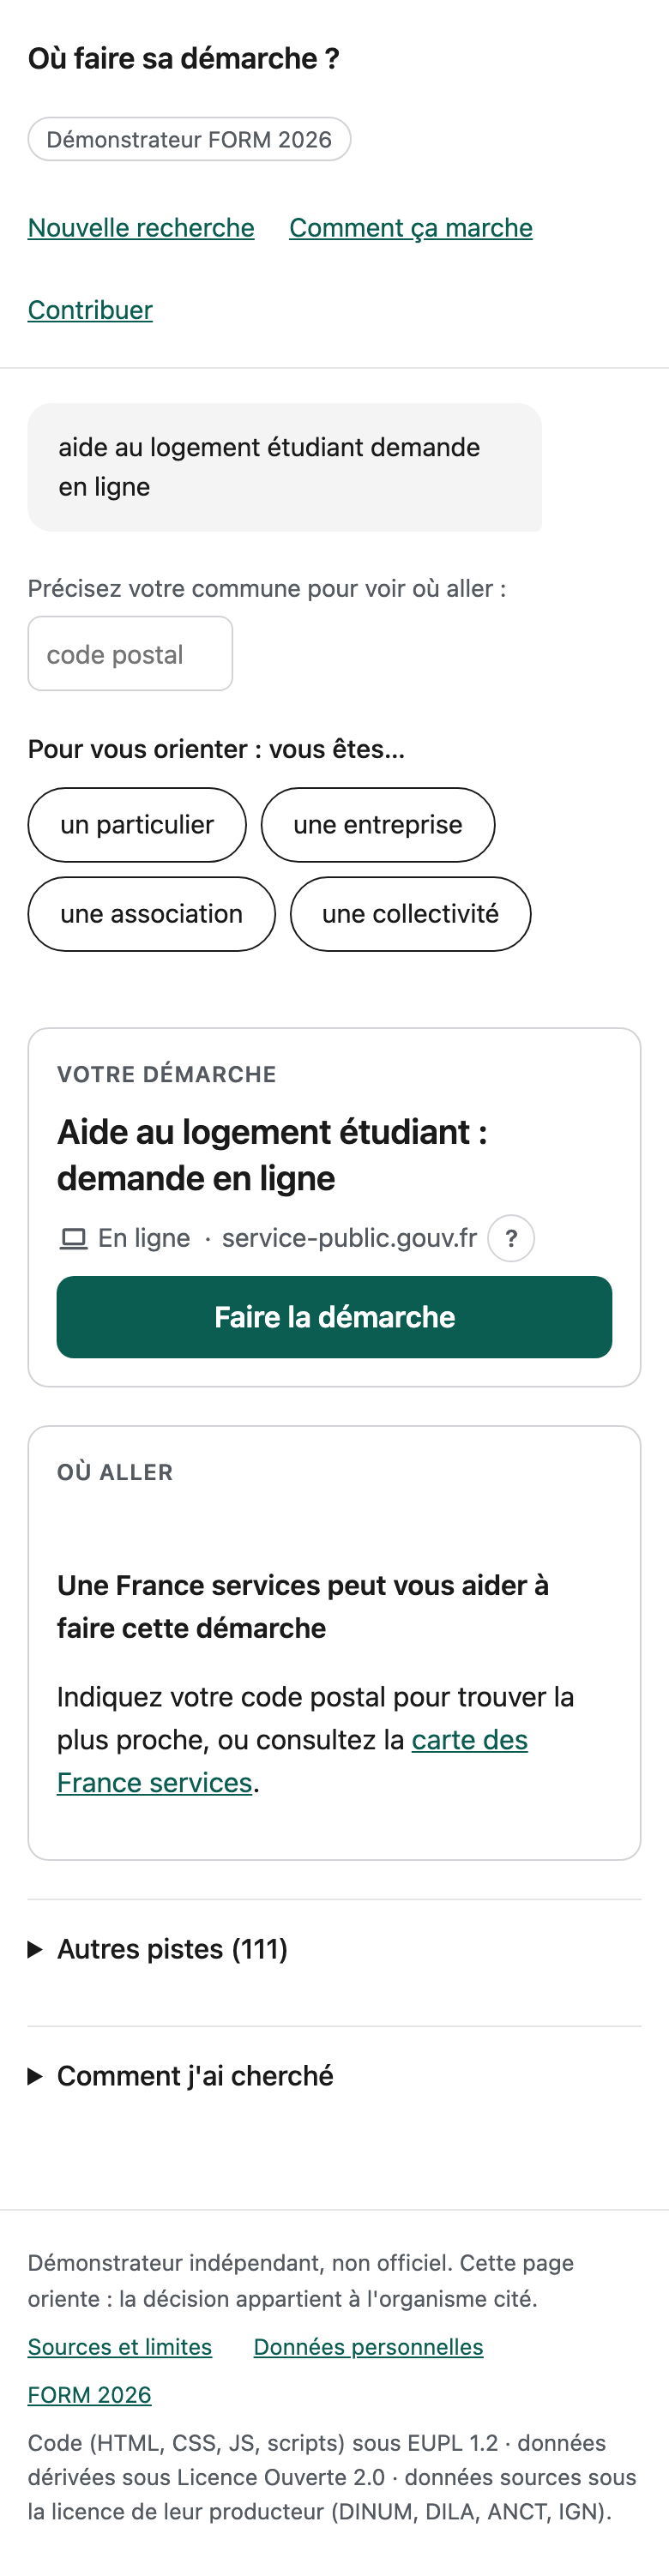 Où faire sa démarche ?
Démonstrateur FORM 2026
Nouvelle recherche Comment ça marche
Contribuer
aide au logement étudiant demande
en ligne
Précisez votre commune pour voir où aller :
code postal
Pour vous orienter : vous êtes...
un particulier une entreprise
une association une collectivité
VOTRE DÉMARCHE
Aide au logement étudiant :
demande en ligne
En ligne · service-public.gouv.fr ?
Faire la démarche
OÙ ALLER
Une France services peut vous aider à
faire cette démarche
Indiquez votre code postal pour trouver la
plus proche, ou consultez la carte des
France services.
Autres pistes (111)
Comment j'ai cherché
Démonstrateur indépendant, non officiel. Cette page
oriente : la décision appartient à l'organisme cité.
Sources et limites Données personnelles
FORM 2026
Code (HTML, CSS, JS, scripts) sous EUPL 1.2 · données
dérivées sous Licence Ouverte 2.0 · données sources sous
la licence de leur producteur (DINUM, DILA, ANCT, IGN).